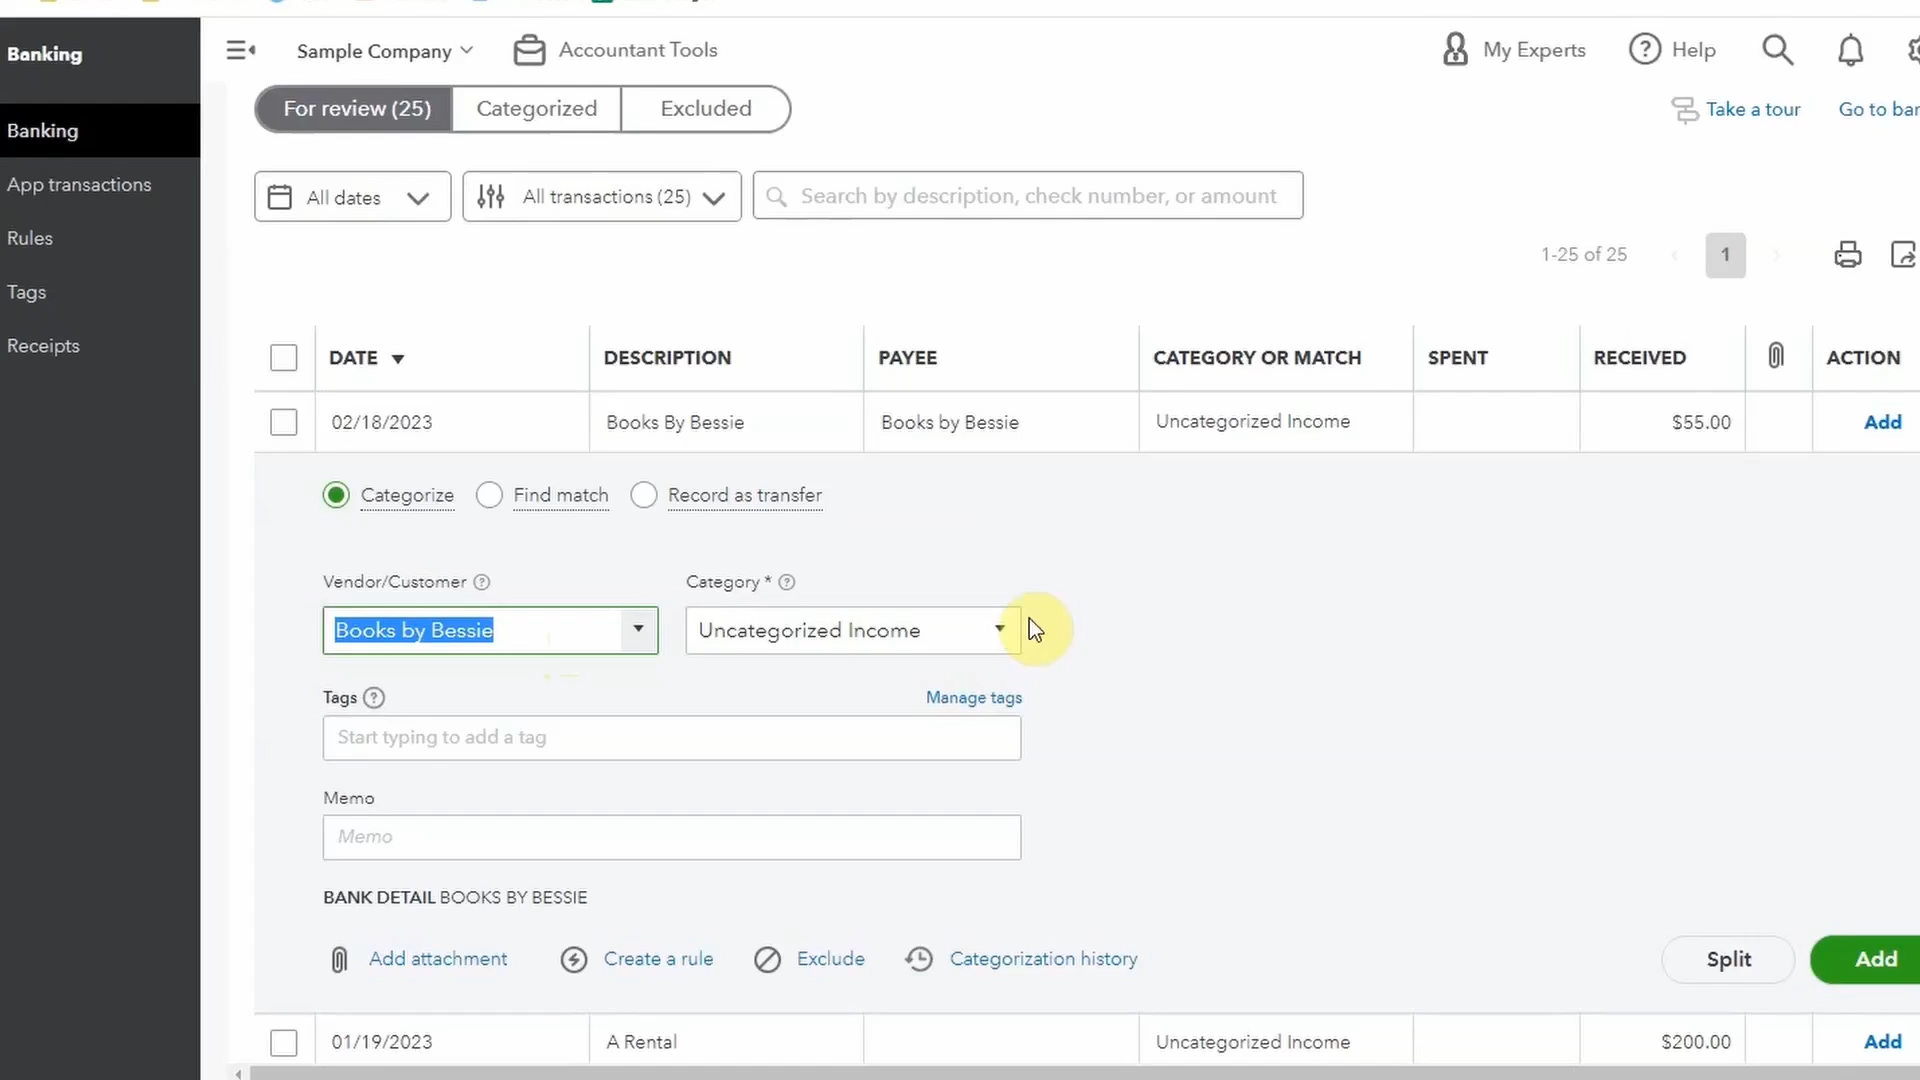 Banking
Sample Company
Accountant Tools
My Experts
Help
Banking
App transactions
Rules
Tags
Receipts
For review (25)
Categorized
Excluded
Take a tour
Go to
All dates
All transactions (25)
Search by description, check number, or amount
1-25 of 25
1
DATE
DESCRIPTION
PAYEE
CATEGORY OR MATCH
SPENT
RECEIVED
ACTION
02/18/2023
Books By Bessie
Books by Bessie
Uncategorized Income
$55.00
Add
Categorize
Find match
Record as transfer
Vendor/Customer ?
Category * ?
Books by Bessie
Uncategorized Income
Tags ?
Manage tags
Start typing to add a tag
Memo
Memo
BANK DETAIL BOOKS BY BESSIE
Add attachment
Create a rule
Exclude
Categorization history
Split
Add
01/19/2023
A Rental
Uncategorized Income
$200.00
Add